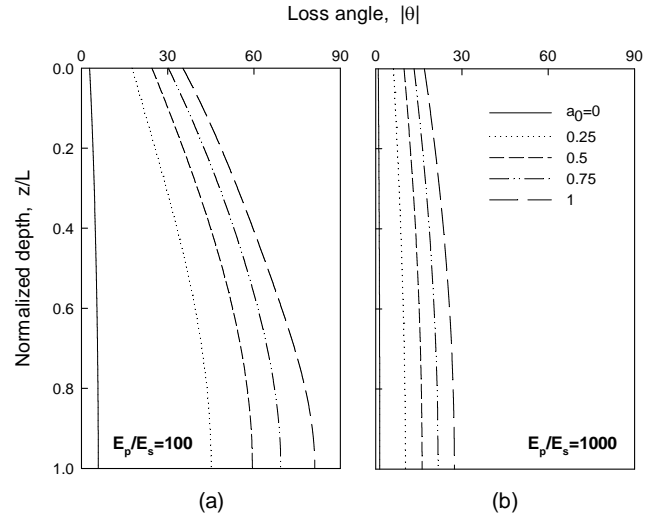 Loss angle, |θ|
0 30 60 90
0 30 60 90
Normalized depth, z/L
0.0
0.2
0.4
0.6
0.8
1.0
a0=0
0.25
0.5
0.75
1
Ep/Es=100
Ep/Es=1000
(a)
(b)